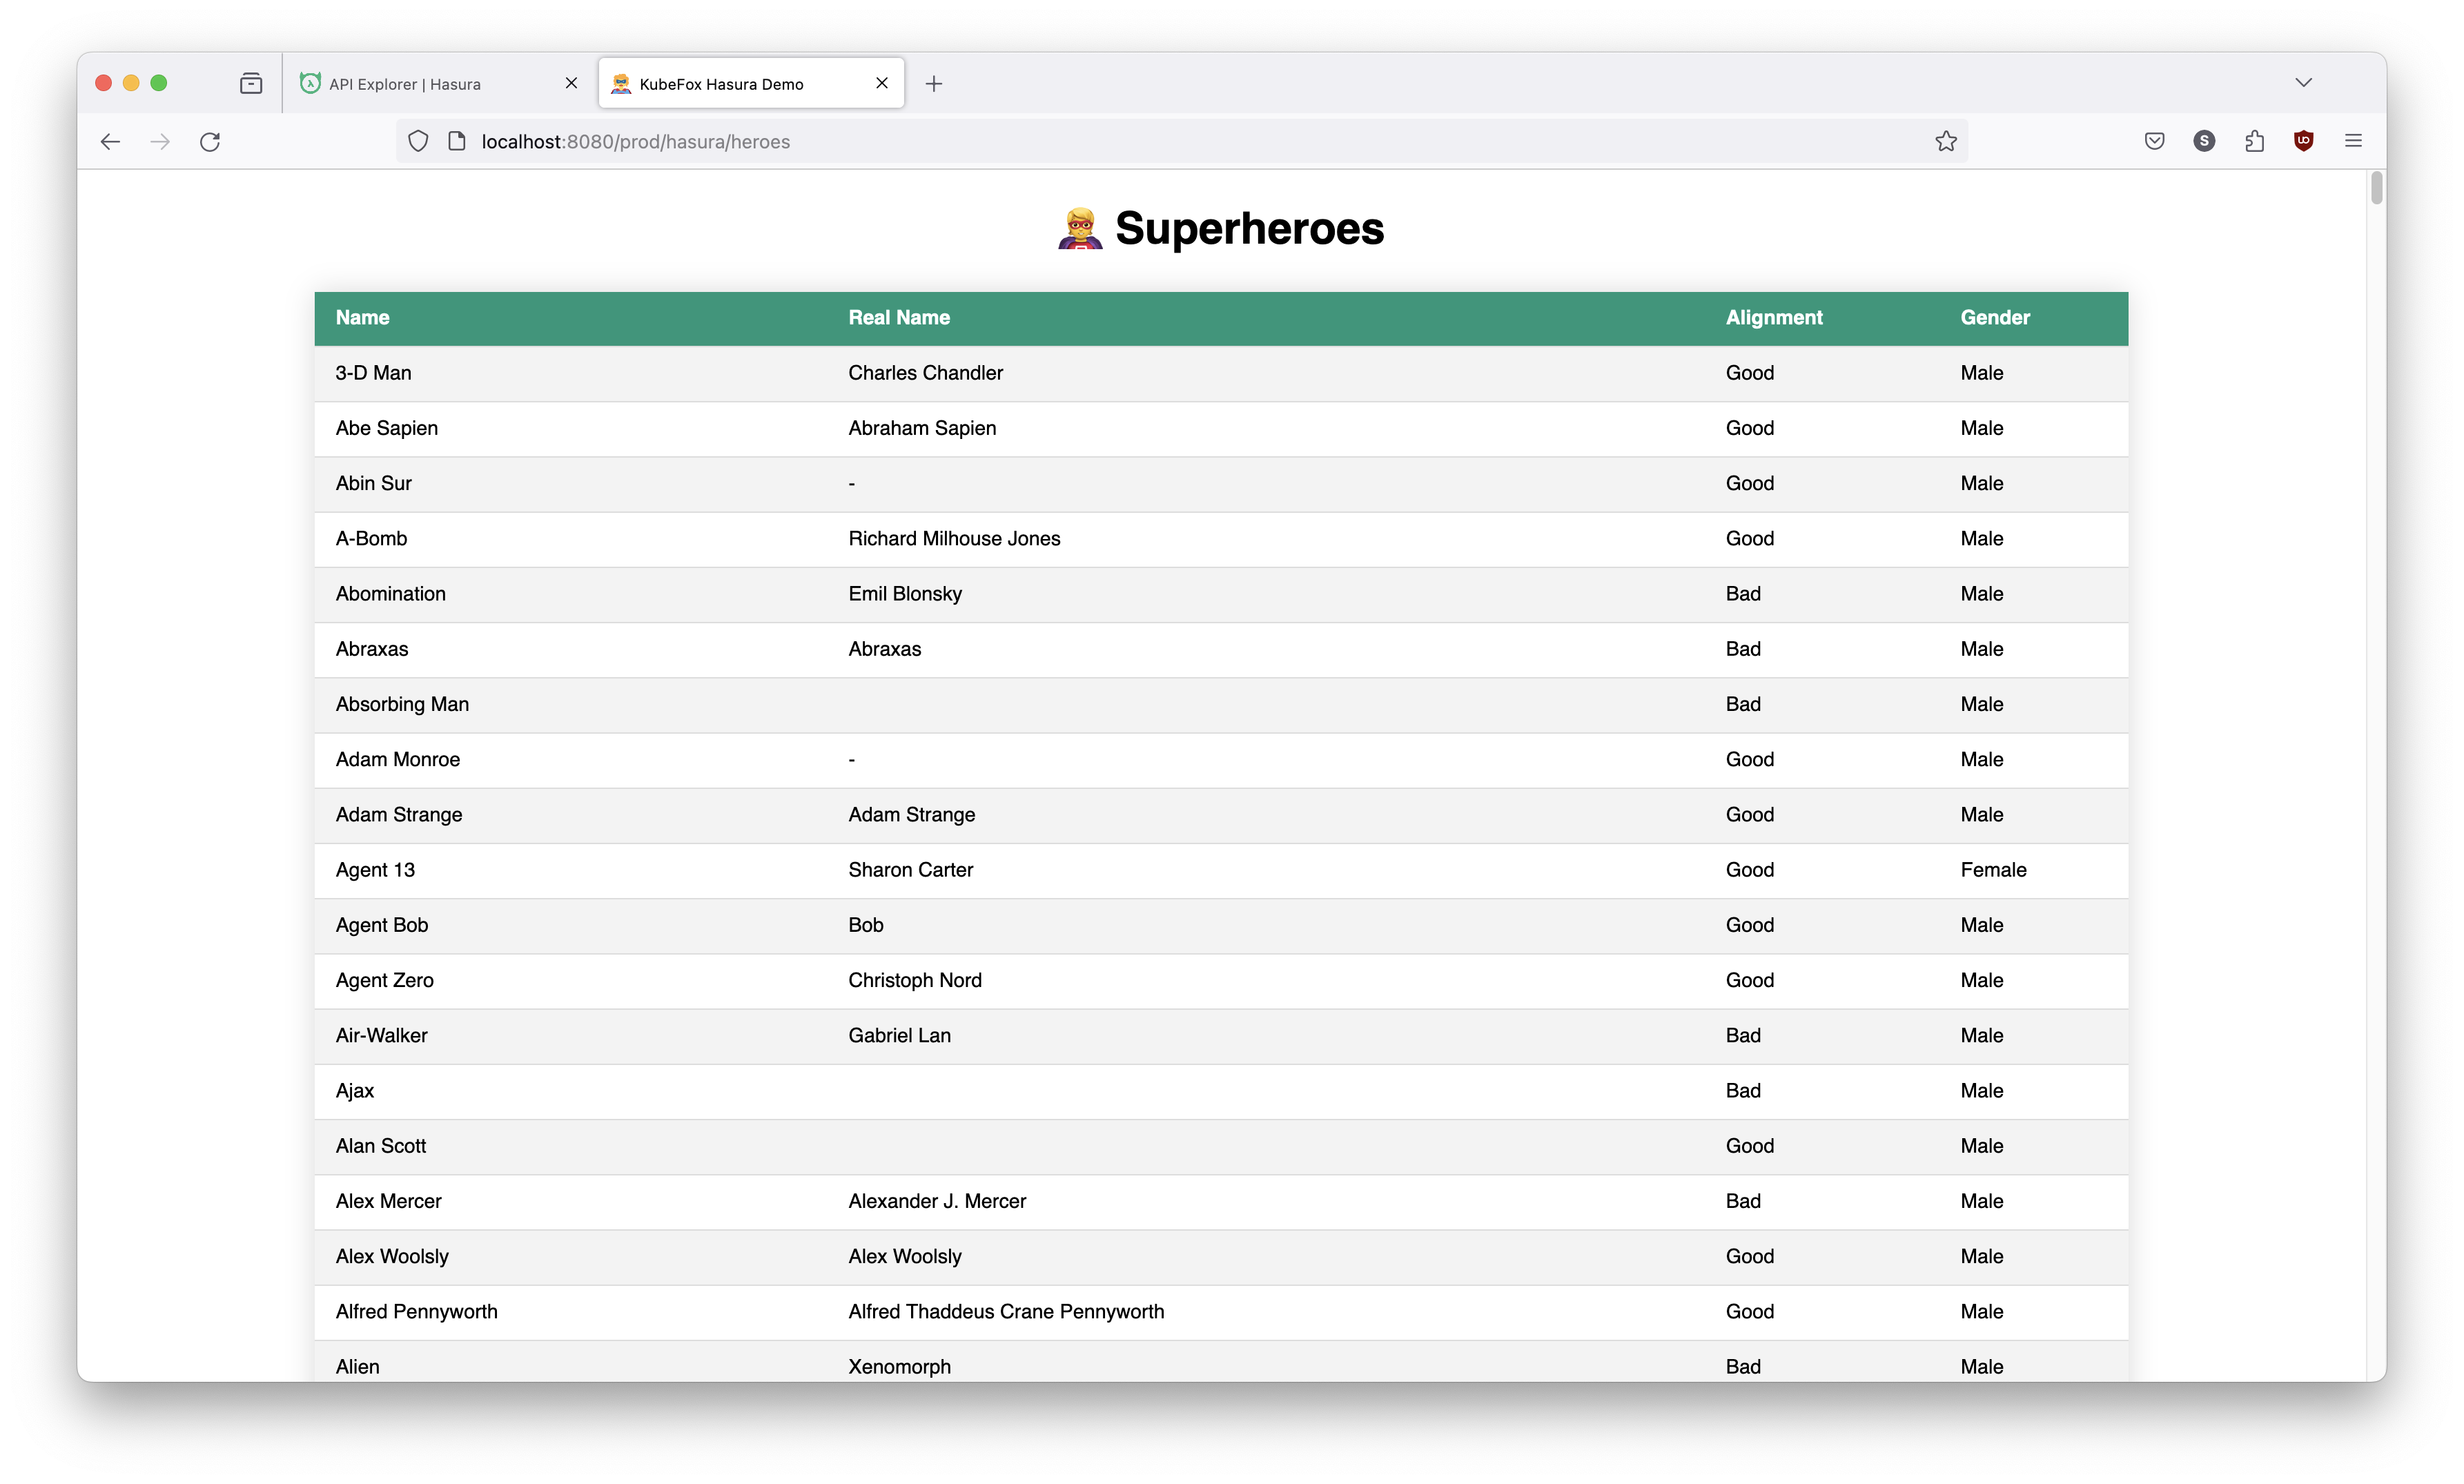 API Explorer | Hasura
KubeFox Hasura Demo
localhost:8080/prod/hasura/heroes
S
Superheroes
Name Real Name Alignment Gender
3-D Man Charles Chandler Good Male
Abe Sapien Abraham Sapien Good Male
Abin Sur - Good Male
A-Bomb Richard Milhouse Jones Good Male
Abomination Emil Blonsky Bad Male
Abraxas Abraxas Bad Male
Absorbing Man Bad Male
Adam Monroe - Good Male
Adam Strange Adam Strange Good Male
Agent 13 Sharon Carter Good Female
Agent Bob Bob Good Male
Agent Zero Christoph Nord Good Male
Air-Walker Gabriel Lan Bad Male
Ajax Bad Male
Alan Scott Good Male
Alex Mercer Alexander J. Mercer Bad Male
Alex Woolsly Alex Woolsly Good Male
Alfred Pennyworth Alfred Thaddeus Crane Pennyworth Good Male
Alien Xenomorph Bad Male